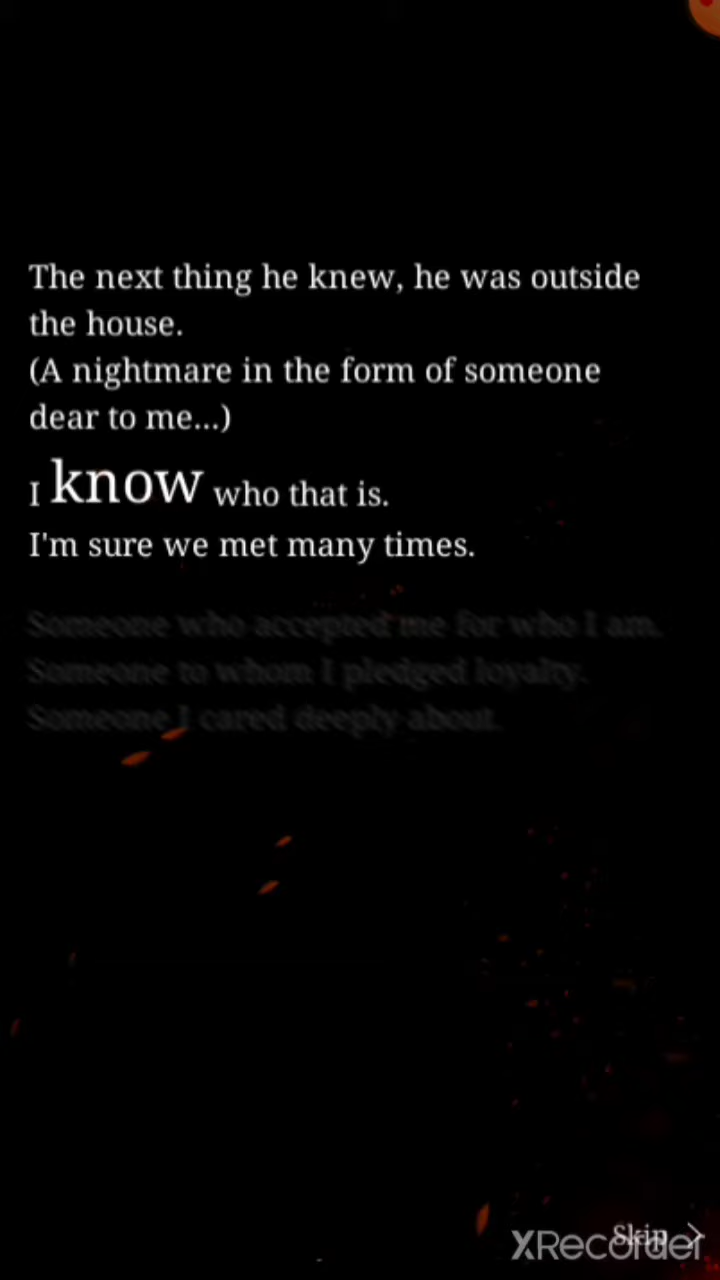 The next thing he knew, he was outside
the house.
(A nightmare in the form of someone
dear to me...)
I know who that is.
I'm sure we met many times.
Someone who accepted me for who I am.
Someone to whom I pledged loyalty.
Someone I cared deeply about.
Skip >
XRecorder